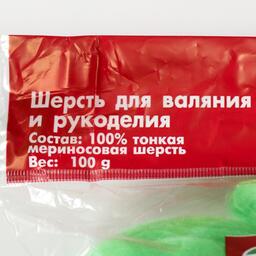 Шерсть для валяния
и рукоделия
Состав: 100% тонкая
мериносовая шерсть
Вес: 100 g